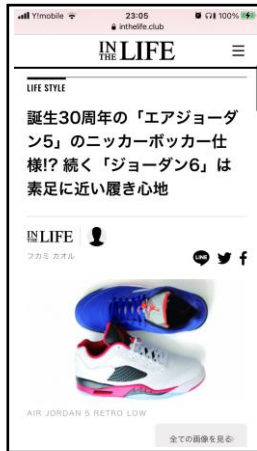 Y!mobile 23:05 100%
inthelife.club
IN THE LIFE
LIFE STYLE
誕生30周年の「エアジョーダ
ン5」のニッカーボッカー仕
様!? 続く「ジョーダン6」は
素足に近い履き心地
IN THE LIFE
フカミ カオル
LINE
AIR JORDAN 5 RETRO LOW
全ての画像を見る